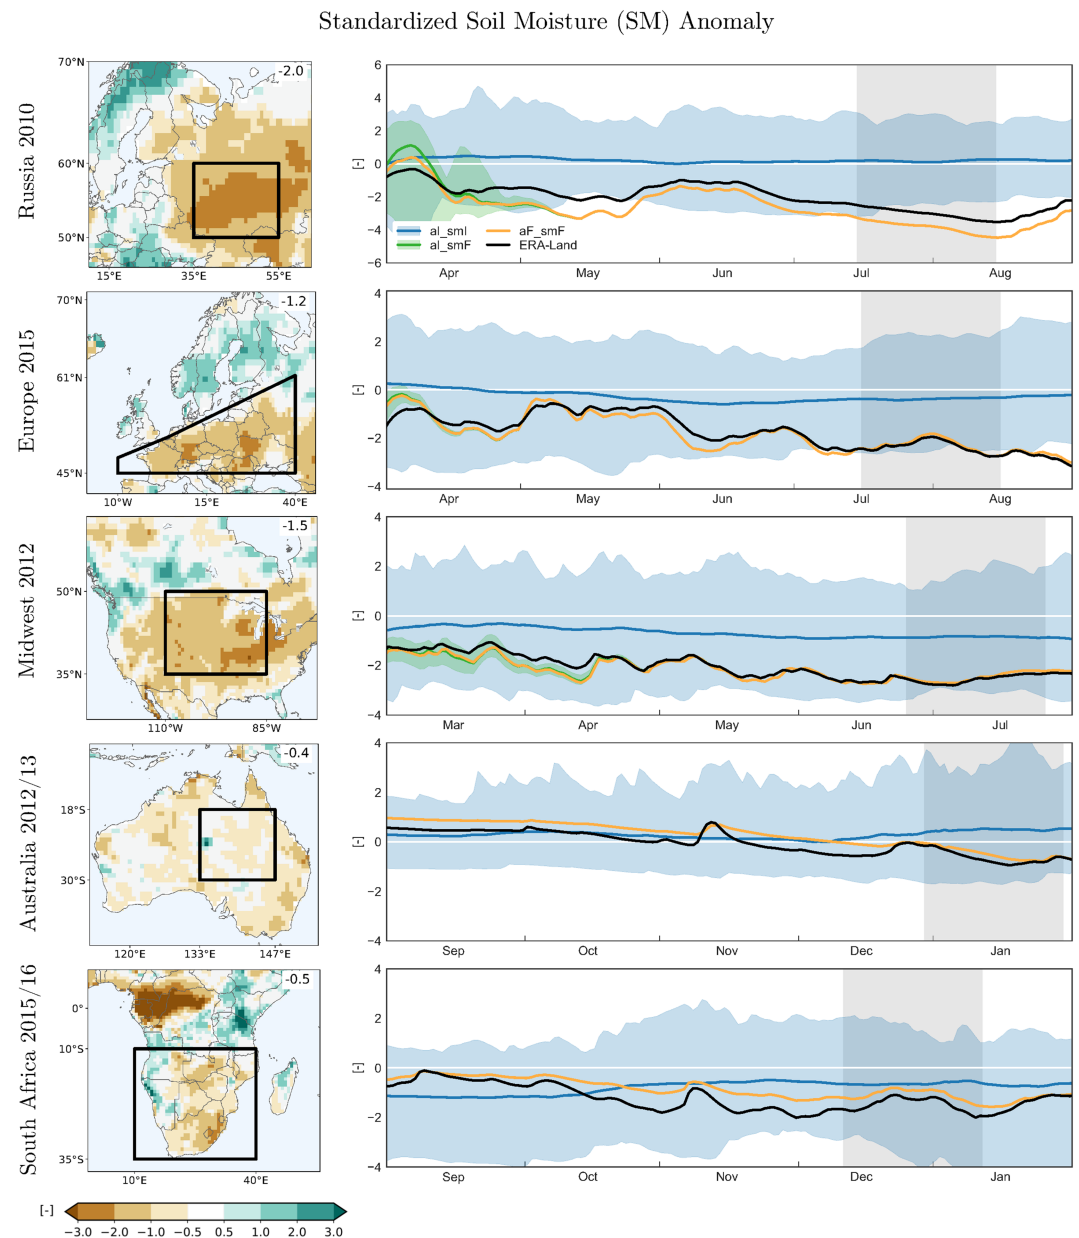 Standardized Soil Moisture (SM) Anomaly
Russia 2010
70°N
60°N
50°N
15°E 35°E 55°E
-2.0
[-]
6
4
2
0
−2
−4
−6
aI_smI
aI_smF
aF_smF
ERA-Land
Apr May Jun Jul Aug
Europe 2015
70°N
61°N
45°N
10°W 15°E 40°E
-1.2
[-]
4
2
0
−2
−4
Apr May Jun Jul Aug
Midwest 2012
50°N
35°N
110°W 85°W
-1.5
[-]
4
2
0
−2
−4
Mar Apr May Jun Jul
Australia 2012/13
18°S
30°S
120°E 133°E 147°E
-0.4
[-]
4
2
0
−2
−4
Sep Oct Nov Dec Jan
South Africa 2015/16
0°
10°S
35°S
10°E 40°E
-0.5
[-]
4
2
0
−2
−4
Sep Oct Nov Dec Jan
[-]
−3.0 −2.0 −1.0 −0.5 0.5 1.0 2.0 3.0